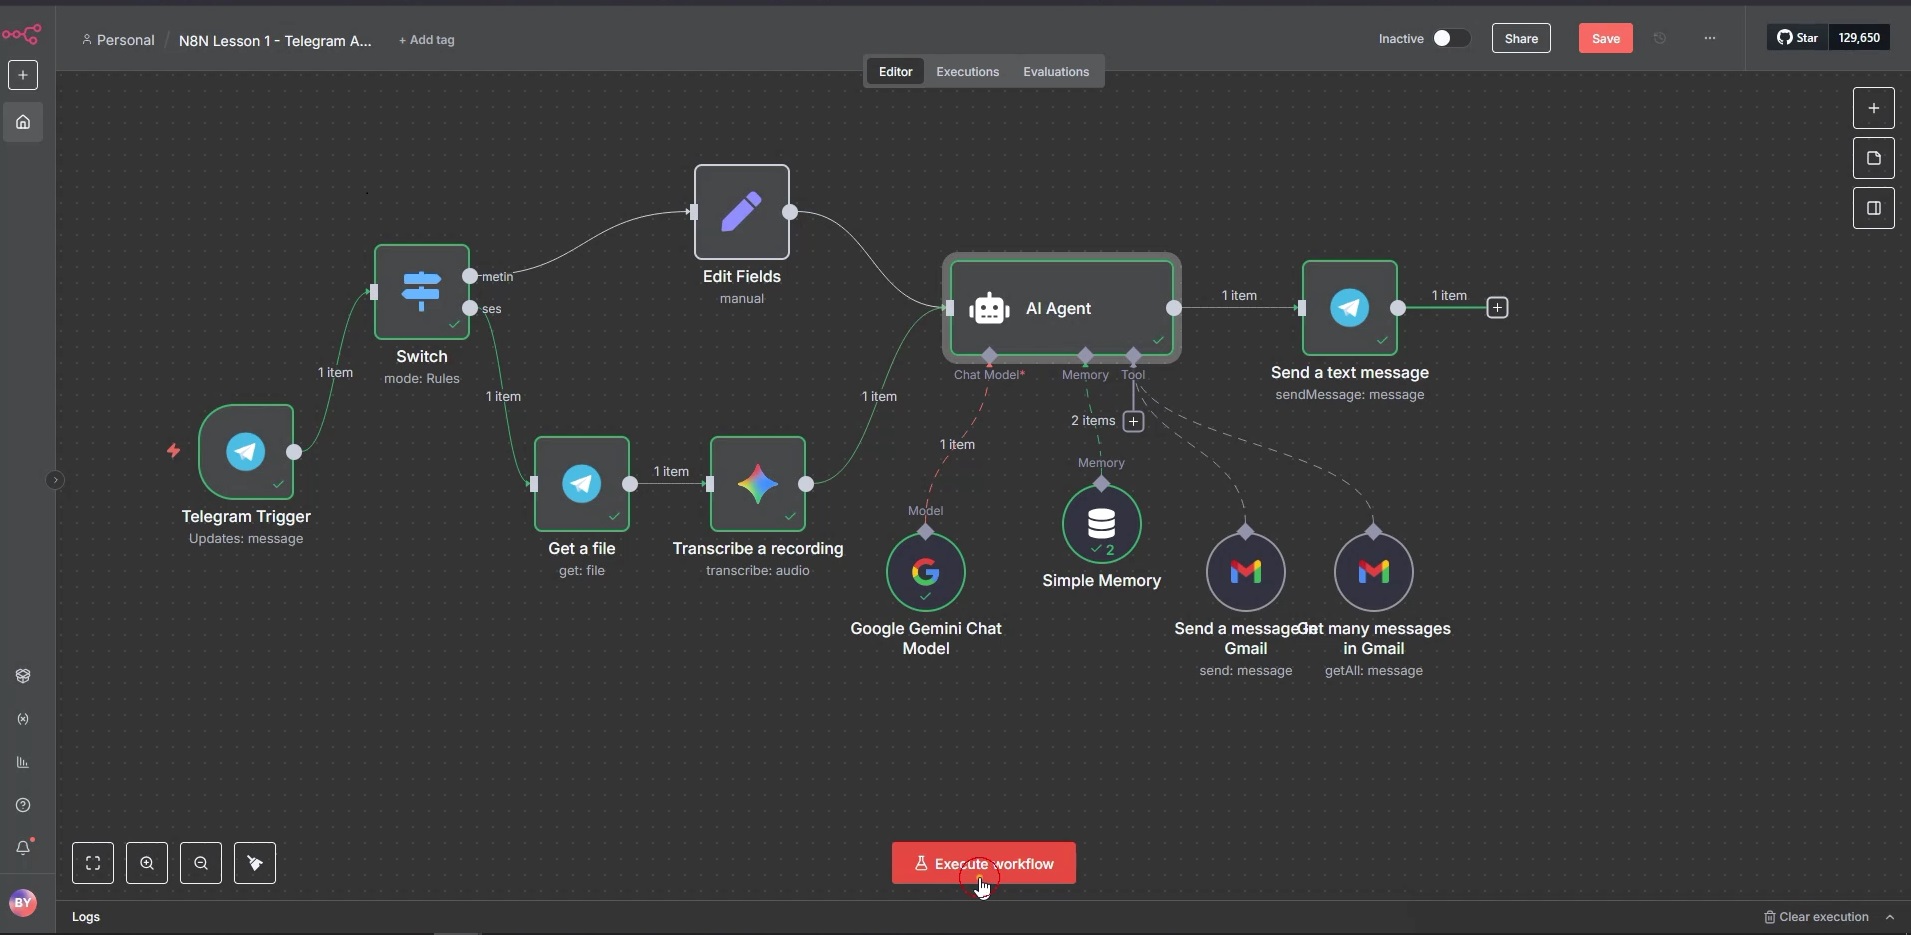 Personal / N8N Lesson 1 - Telegram A... + Add tag
Inactive
Share
Save
...
Star 129,650
Editor Executions Evaluations
Edit Fields
manual
metin
ses
Switch
mode: Rules
1 item
1 item
Telegram Trigger
Updates: message
Get a file
get: file
1 item
Transcribe a recording
transcribe: audio
1 item
AI Agent
Chat Model*
Memory
Tool
1 item
Send a text message
sendMessage: message
1 item
1 item
Model
Google Gemini Chat
Model
2 items
Memory
2
Simple Memory
Send a message in
Gmail
send: message
Get many messages
in Gmail
getAll: message
Execute workflow
BY
Logs
Clear execution